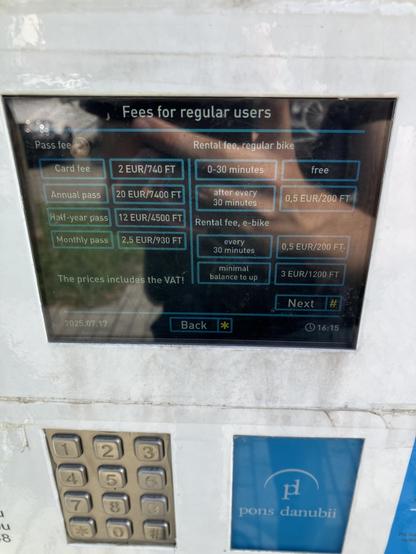 Fees for regular users
Pass fee
Card fee 2 EUR/740 FT
Annual pass 20 EUR/7400 FT
Half-year pass 12 EUR/4500 FT
Monthly pass 2,5 EUR/930 FT
The prices includes the VAT!
Rental fee, regular bike
0-30 minutes free
after every 30 minutes 0,5 EUR/200 FT
Rental fee, e-bike
every 30 minutes 0,5 EUR/200 FT
minimal balance to up 3 EUR/1200 FT
Next #
2025.07.17 Back * 16:15
1 2 3
4 5 6
7 8 9
* 0 #
pons danubii